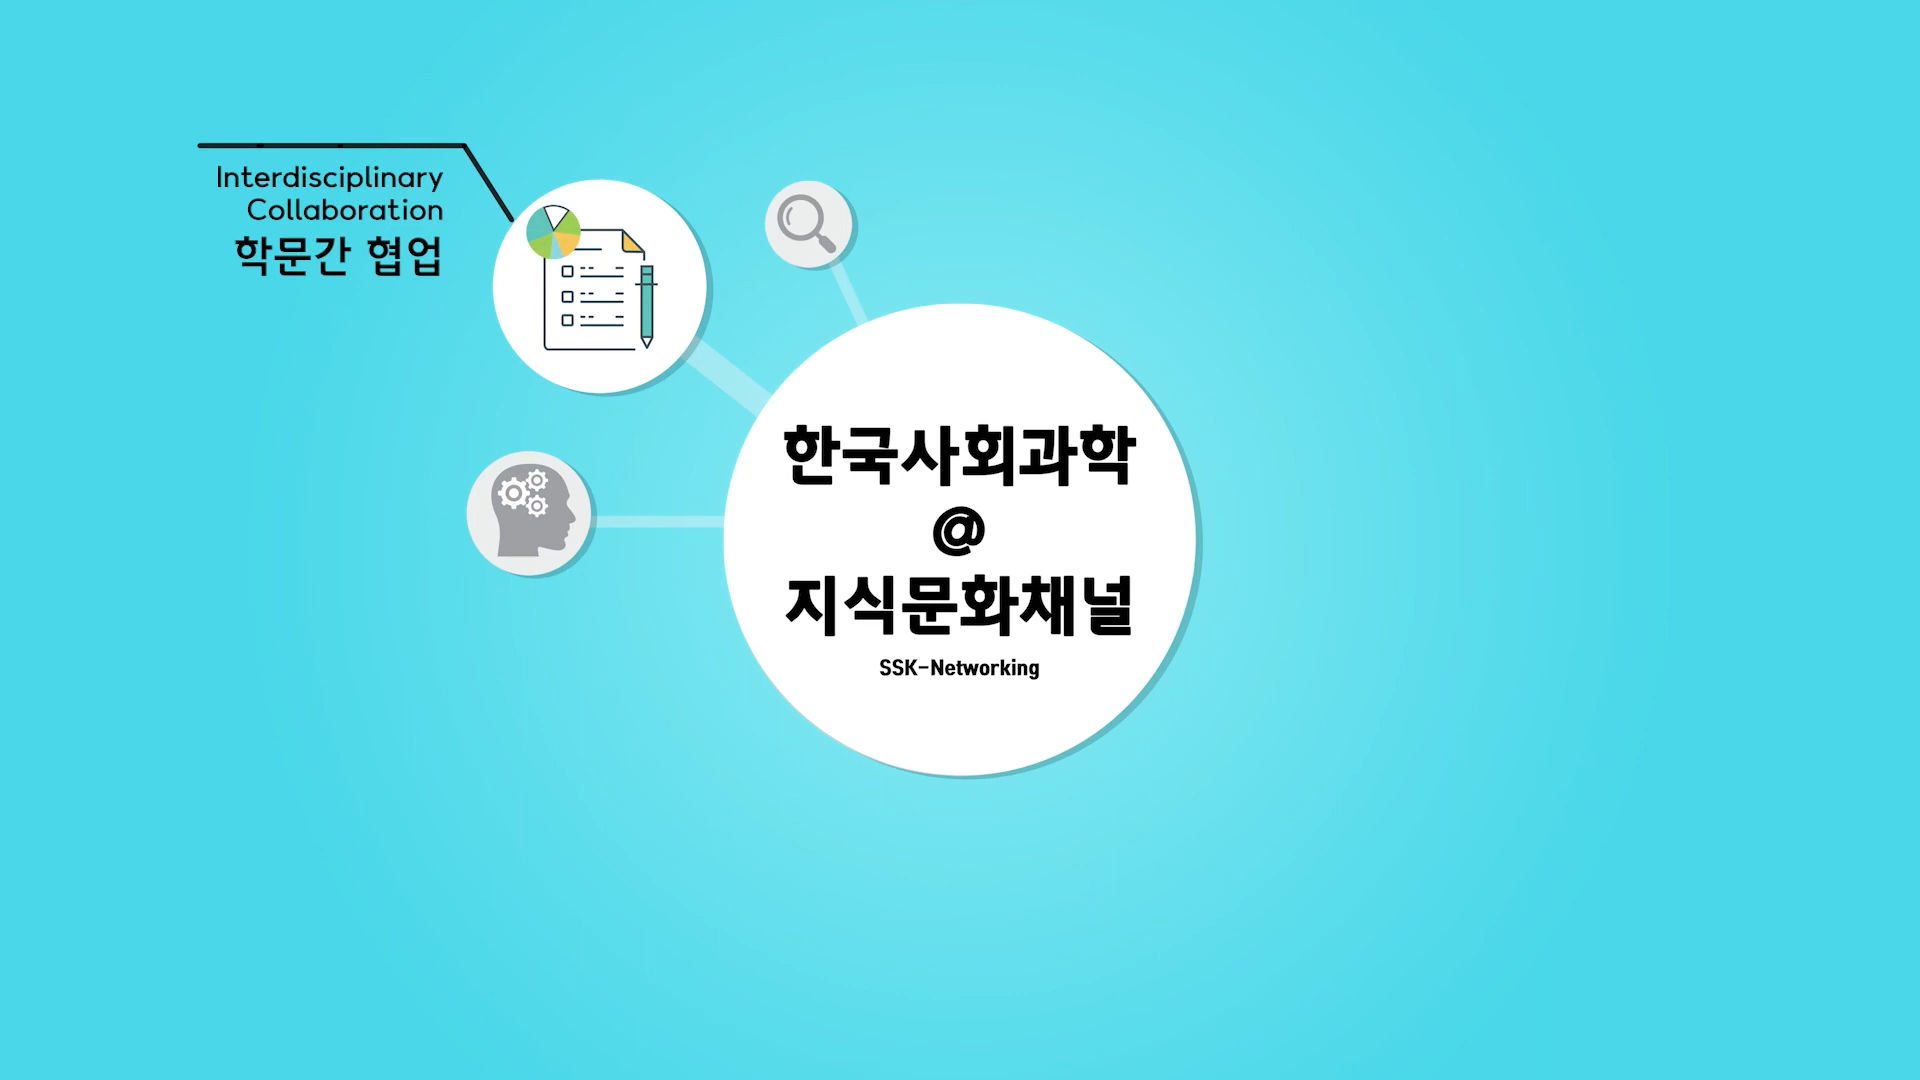 Interdisciplinary
Collaboration
학문간 협업
한국사회과학
@
지식문화채널
SSK-Networking